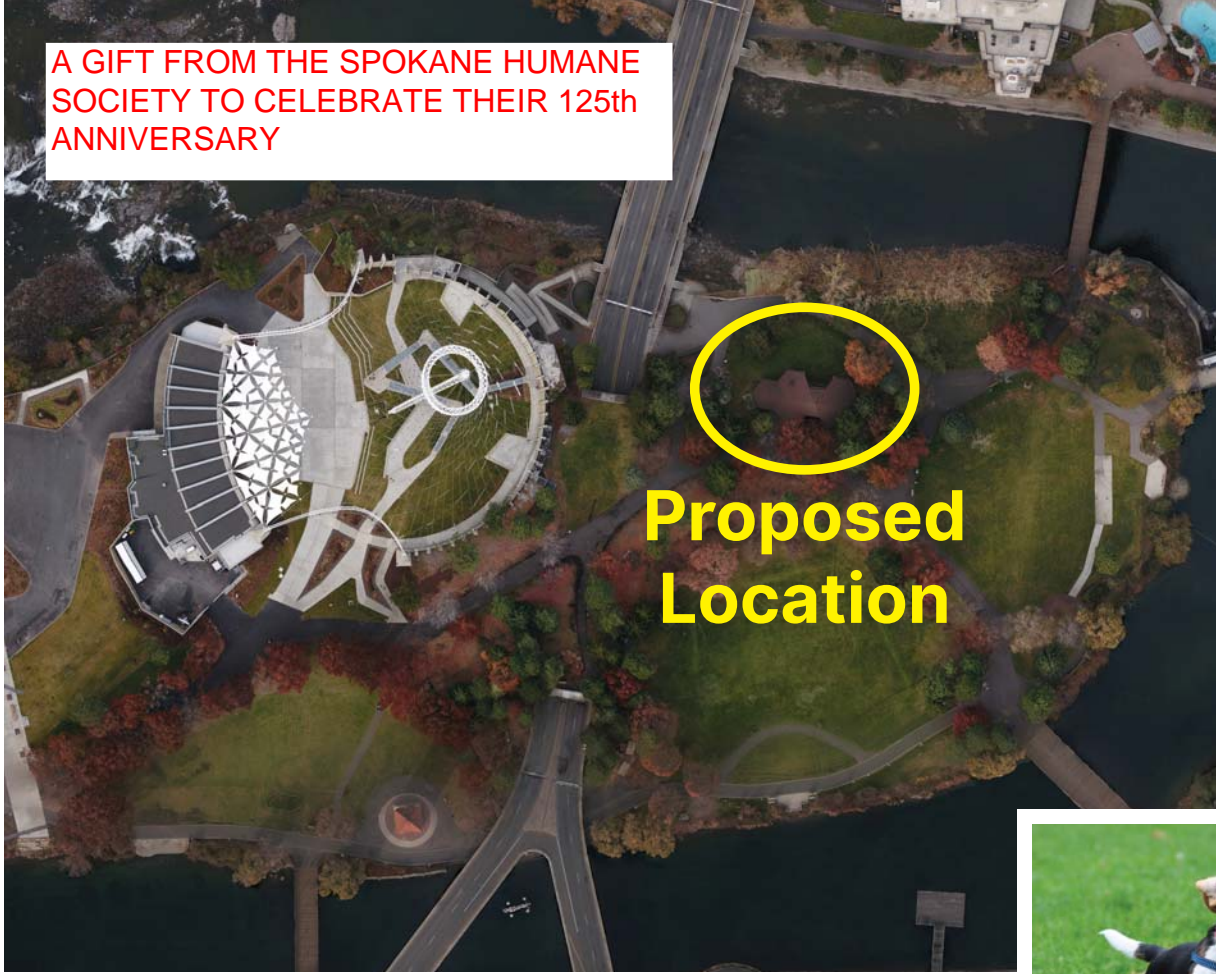 A GIFT FROM THE SPOKANE HUMANE
SOCIETY TO CELEBRATE THEIR 125th
ANNIVERSARY
Proposed
Location